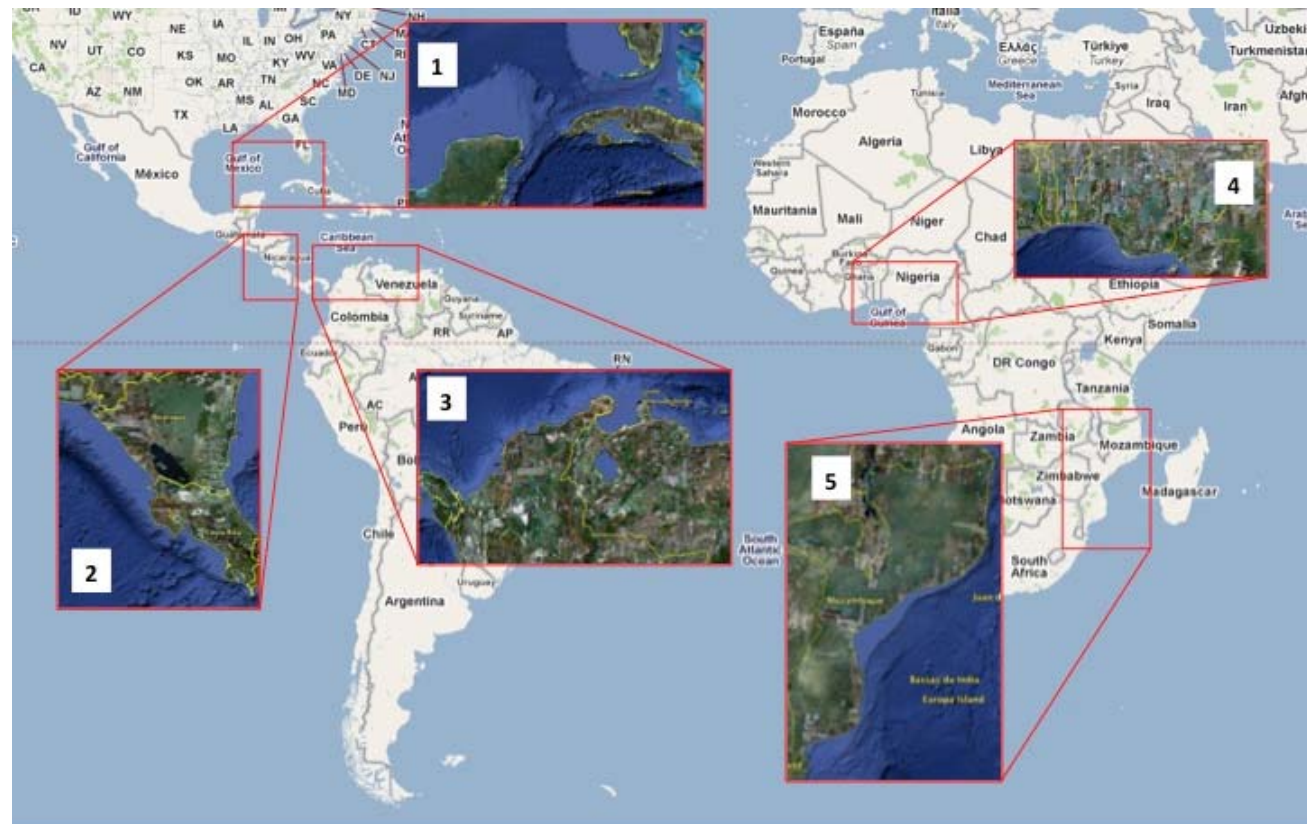 NY
NH
WY
IA
PA
NE
IL IN OH
NV
UT
CO
KS
MO
WV
VA
CT
CA
KY
DE NJ
OK
AR
TN
NC
MD
AZ
NM
MS AL
SC
TX
GA
LA
FL
Gulf of
California
Gulf of
Mexico
México
Cuba
Guatemala
Nicaragua
Caribbean
Sea
Venezuela
Guyana
Suriname
Colombia
RR
AP
Ecuador
RN
AC
Perú
Chile
Uruguay
Argentina
South
Atlantic
Ocean
1
2
3
Italia
Italy
España
Spain
Portugal
Ελλάς
Greece
Türkiye
Turkey
Turkmenistan
Mediterranean
Sea
Tunisia
Syria
Iraq
Iran
Morocco
Algeria
Libya
Western
Sahara
Mauritania
Mali
Niger
Chad
Burkina
Faso
Guinea
Ghana
Nigeria
Ethiopia
Gulf of
Guinea
Somalia
Gabon
Kenya
DR Congo
Tanzania
Angola
Zambia
Mozambique
Zimbabwe
Botswana
Madagascar
South
Africa
4
5
Mozambique
Juan d
Bassas da India
Europa Island